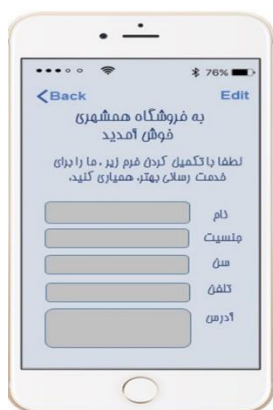 76%
Back
Edit
به فروشگاه همشهری
خوش آمدید
لطفا با تکمیل کردن فرم زیر ، ما را برای
خدمت رسانی بهتر، همیاری کنید.
نام
جنسیت
سن
تلفن
آدرس